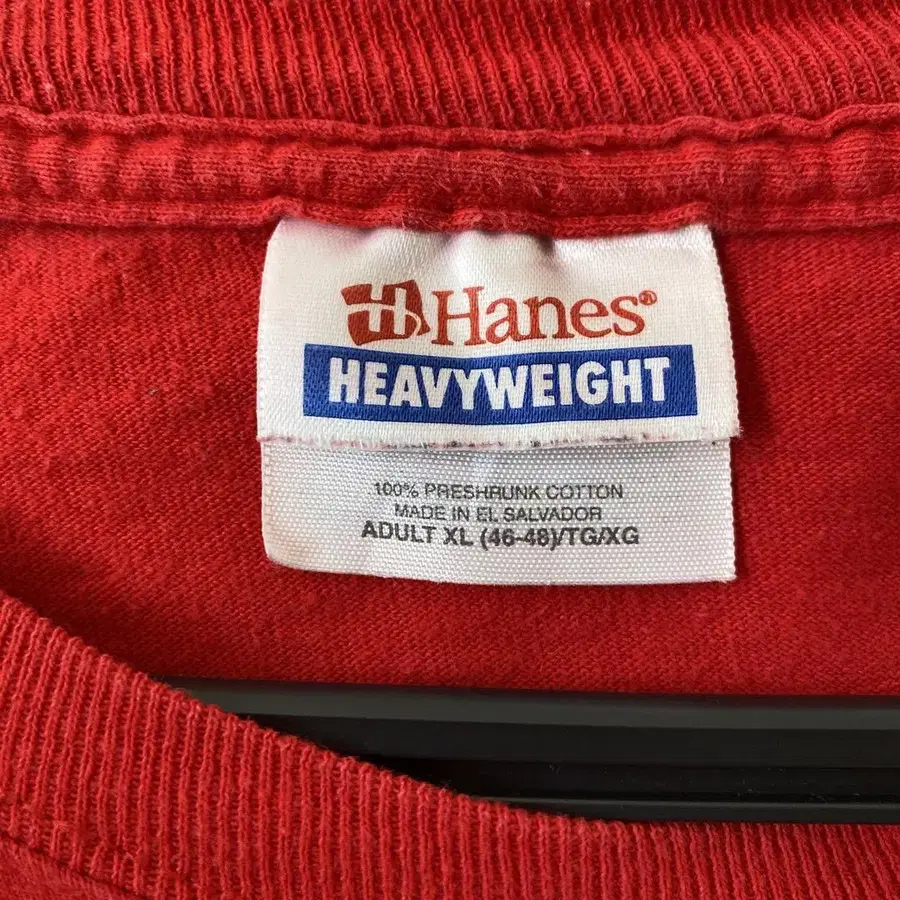 Hanes®
HEAVYWEIGHT
100% PRESHRUNK COTTON
MADE IN EL SALVADOR
ADULT XL (46-48)/TG/XG